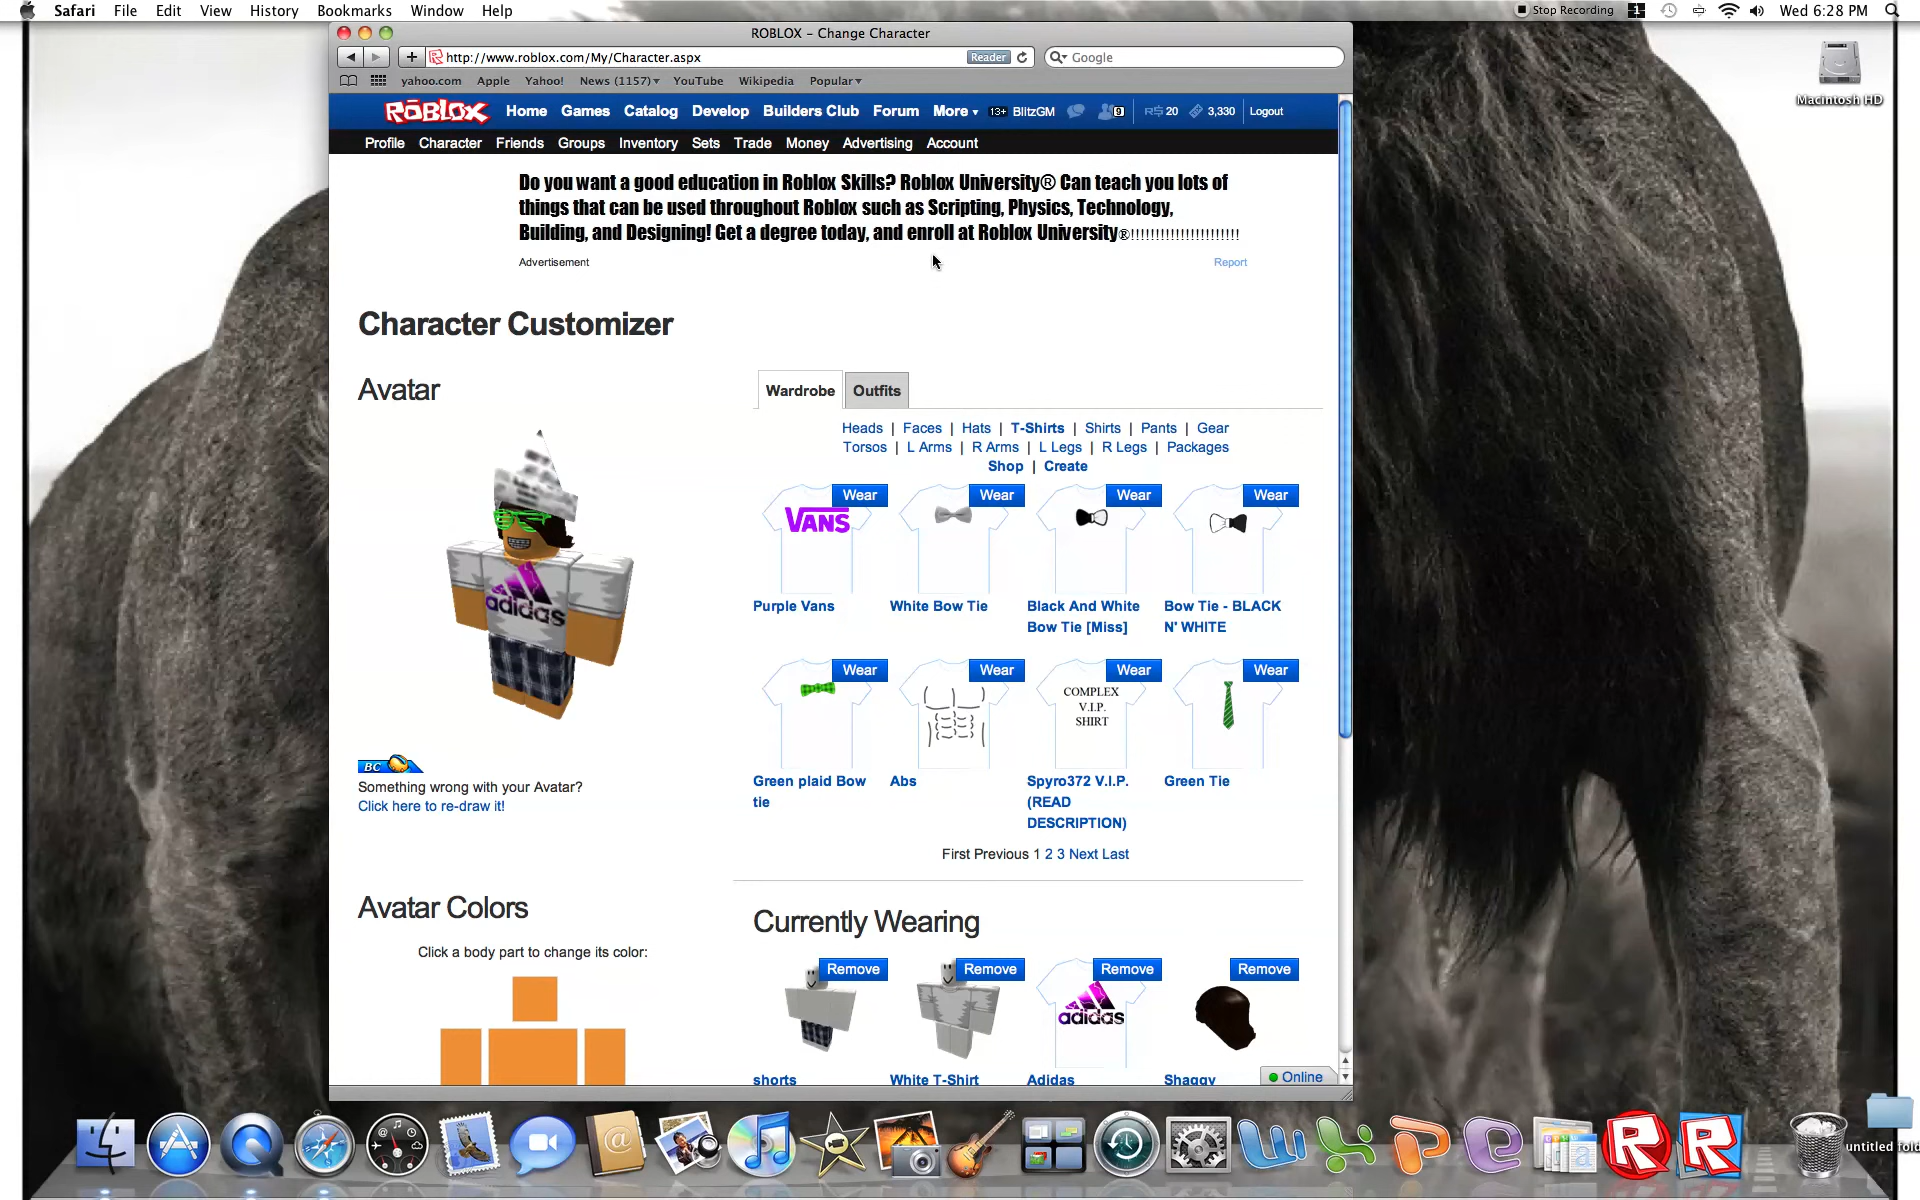 Safari File Edit View History Bookmarks Window Help Stop Recording 1 Wed 6:28 PM
Macintosh HD
ROBLOX – Change Character
http://www.roblox.com/My/Character.aspx Reader Google
yahoo.com Apple Yahoo! News (1157) YouTube Wikipedia Popular
ROBLOX Home Games Catalog Develop Builders Club Forum More 13+ BlitzGM 9 R$ 20 3,330 Logout
Profile Character Friends Groups Inventory Sets Trade Money Advertising Account
Do you want a good education in Roblox Skills? Roblox University® Can teach you lots of
things that can be used throughout Roblox such as Scripting, Physics, Technology,
Building, and Designing! Get a degree today, and enroll at Roblox University®!!!!!!!!!!!!!!!!!!!!!!
Advertisement Report
Character Customizer
Avatar
Wardrobe Outfits
Heads | Faces | Hats | T-Shirts | Shirts | Pants | Gear
Torsos | L Arms | R Arms | L Legs | R Legs | Packages
Shop | Create
Wear Wear Wear Wear
VANS
adidas
Purple Vans White Bow Tie Black And White Bow Tie - BLACK
Bow Tie [Miss] N' WHITE
Wear Wear Wear Wear
COMPLEX
V.I.P.
SHIRT
Green plaid Bow Abs Spyro372 V.I.P. Green Tie
tie (READ
DESCRIPTION)
BC
Something wrong with your Avatar?
Click here to re-draw it!
First Previous 1 2 3 Next Last
Avatar Colors
Click a body part to change its color:
Currently Wearing
Remove Remove Remove Remove
adidas
shorts White T-Shirt Adidas Shaggy
Online
untitled fold